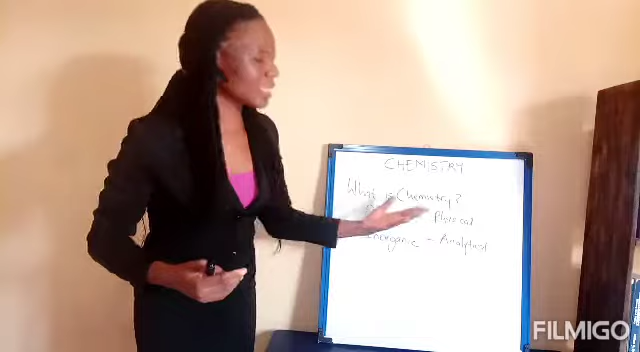 CHEMISTRY
What is Chemistry?
Physical
Inorganic - Analytical
FILMIGO